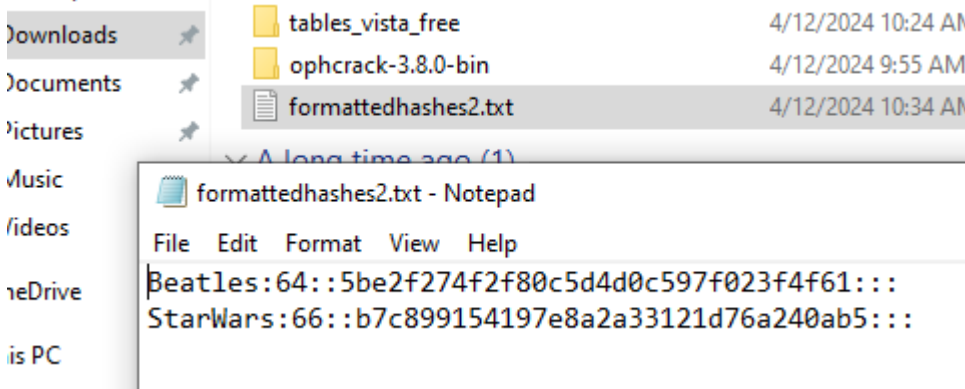 Downloads
tables_vista_free 4/12/2024 10:24 AM
ophcrack-3.8.0-bin 4/12/2024 9:55 AM
Documents
formattedhashes2.txt 4/12/2024 10:34 AM
Pictures
A long time ago (1)
Music
formattedhashes2.txt - Notepad
Videos
File Edit Format View Help
Beatles:64::5be2f274f2f80c5d4d0c597f023f4f61:::
neDrive
StarWars:66::b7c899154197e8a2a33121d76a240ab5:::
is PC